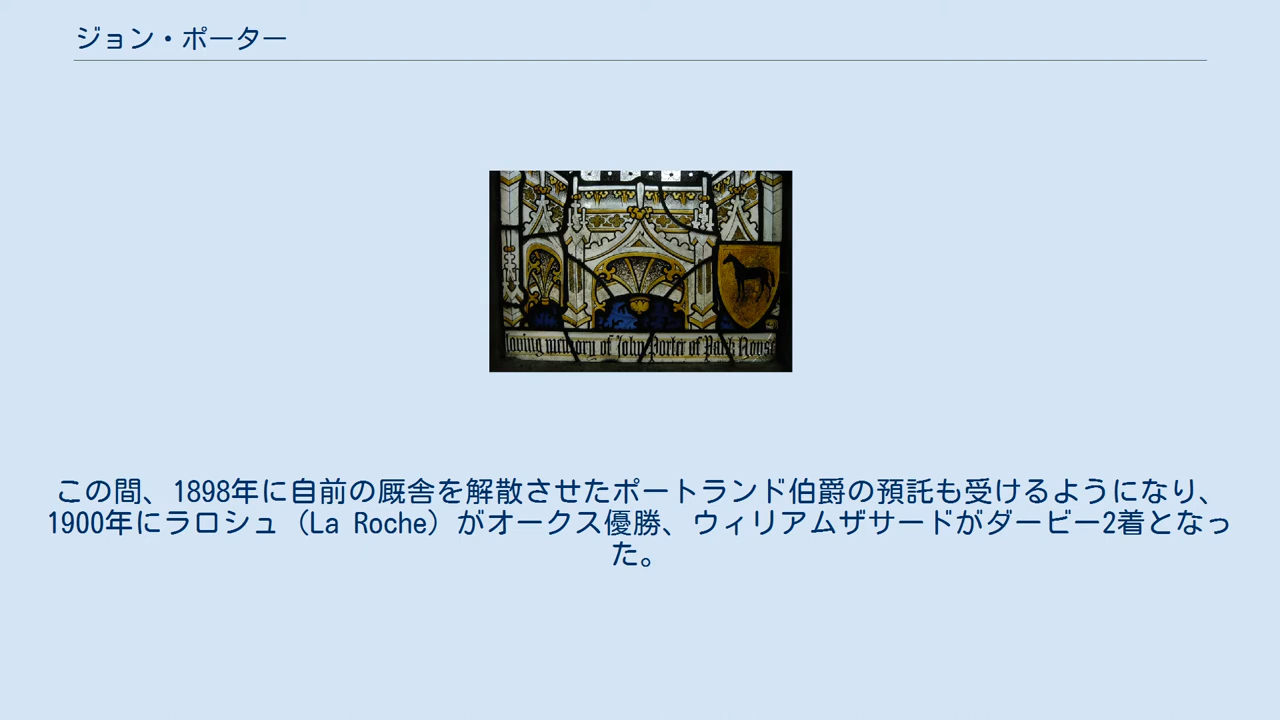 ジョン・ポーター
loving memory of John Porter of Park House
この間、1898年に自前の厩舎を解散させたポートランド伯爵の預託も受けるようになり、
1900年にラロシュ（La Roche）がオークス優勝、ウィリアムザサードがダービー2着となっ
た。